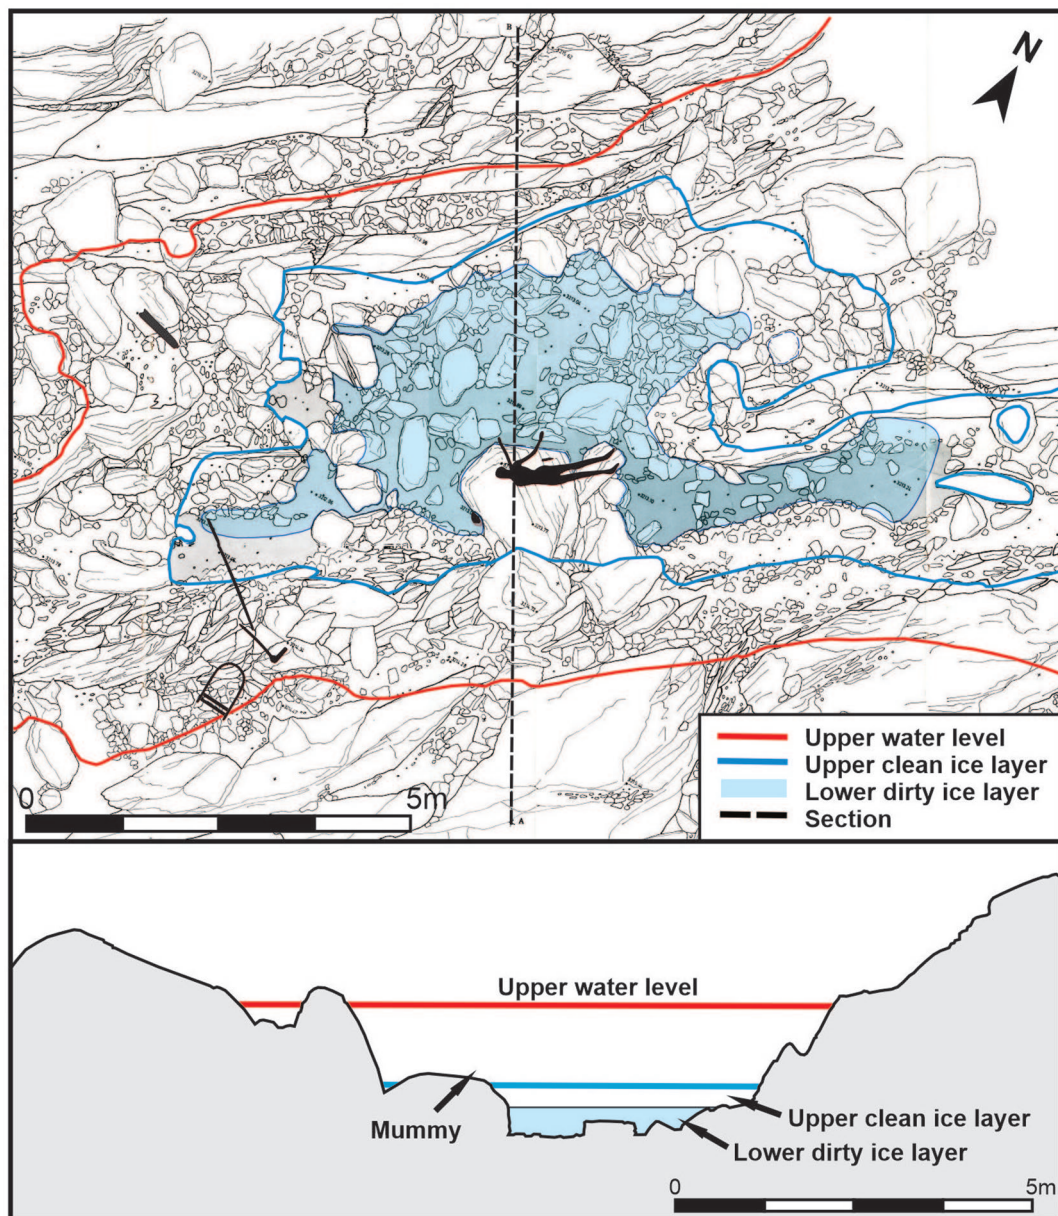 B
N
Upper water level
Upper clean ice layer
Lower dirty ice layer
Section
0 5m
A
Upper water level
Mummy
Upper clean ice layer
Lower dirty ice layer
0 5m